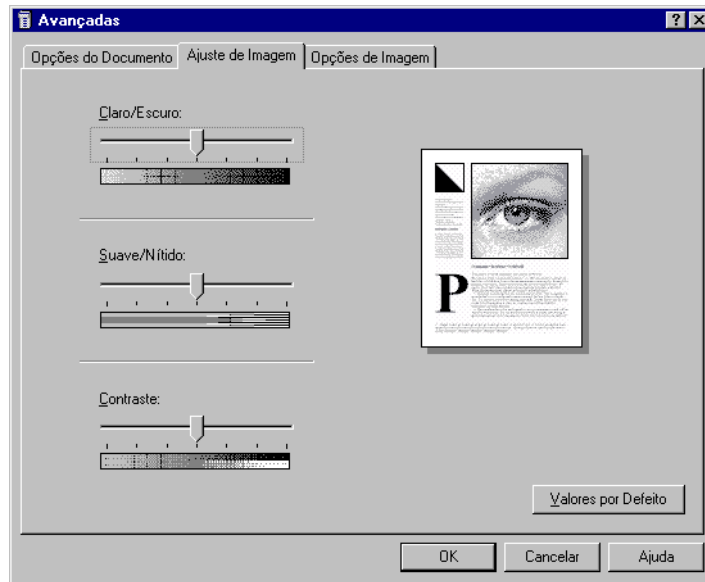 Avançadas
Opções do Documento
Ajuste de Imagem
Opções de Imagem
Claro/Escuro:
Suave/Nítido:
Contraste:
P
Valores por Defeito
OK
Cancelar
Ajuda